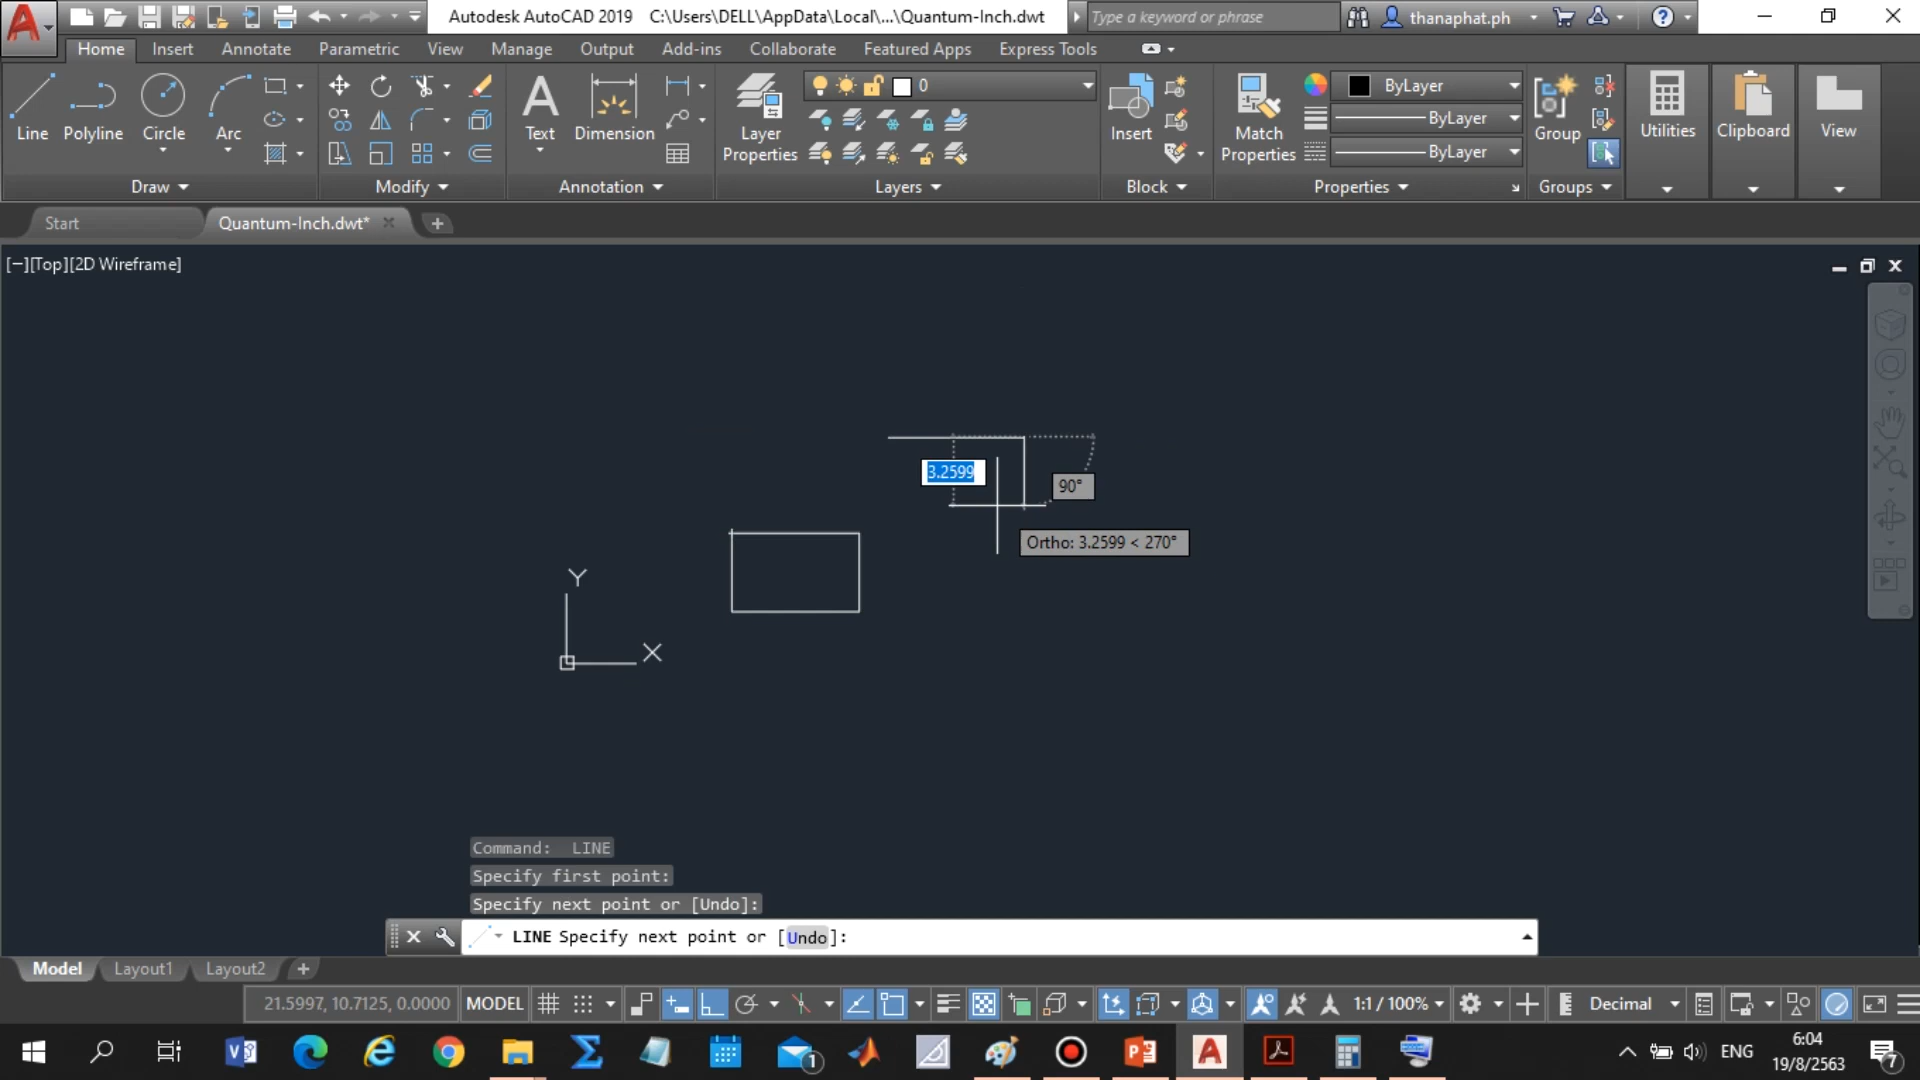 Autodesk AutoCAD 2019 C:\Users\DELL\AppData\Local\...\Quantum-Inch.dwt
Type a keyword or phrase
thanaphat.ph
Home Insert Annotate Parametric View Manage Output Add-ins Collaborate Featured Apps Express Tools
0
ByLayer
ByLayer
ByLayer
Line Polyline Circle Arc
Text Dimension
Layer Properties
Insert
Match Properties
Group
Utilities Clipboard View
Draw Modify Annotation Layers Block Properties Groups
Start Quantum-Inch.dwt*
[−][Top][2D Wireframe]
3.2599
90°
Ortho: 3.2599 < 270°
Y
X
Command: LINE
Specify first point:
Specify next point or [Undo]:
LINE Specify next point or [Undo]:
Model Layout1 Layout2
21.5997, 10.7125, 0.0000 MODEL 1:1 / 100% Decimal
6:04
ENG
19/8/2563
1
7